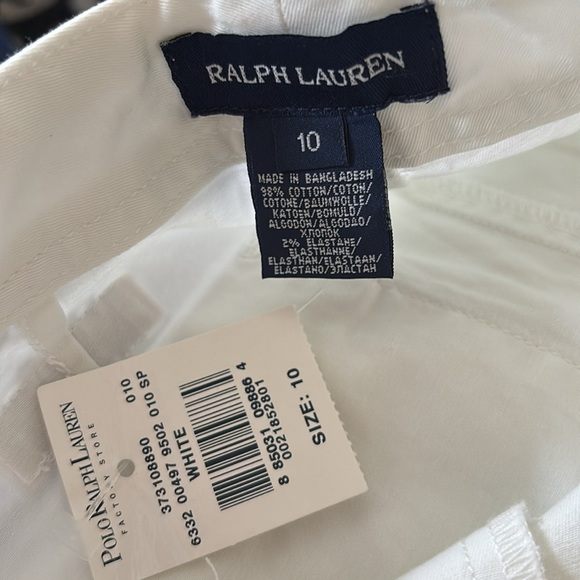 RALPH LAUREN
10
MADE IN BANGLADESH
98% COTTON/COTON/
COTONE/BAUMWOLLE/
KATOEN/BOMULD/
ALGODÓN/ALGODÃO/
ХЛОПОК
2% ELASTANE/
ELASTHANNE/
ELASTHAN/ELASTAAN/
ELASTANO/ЭЛАСТАН
POLO RALPH LAUREN
FACTORY STORE
373108890 010
6332 00497 9502 010 SP
WHITE
8 85031 09886 4
0021852801
SIZE: 10